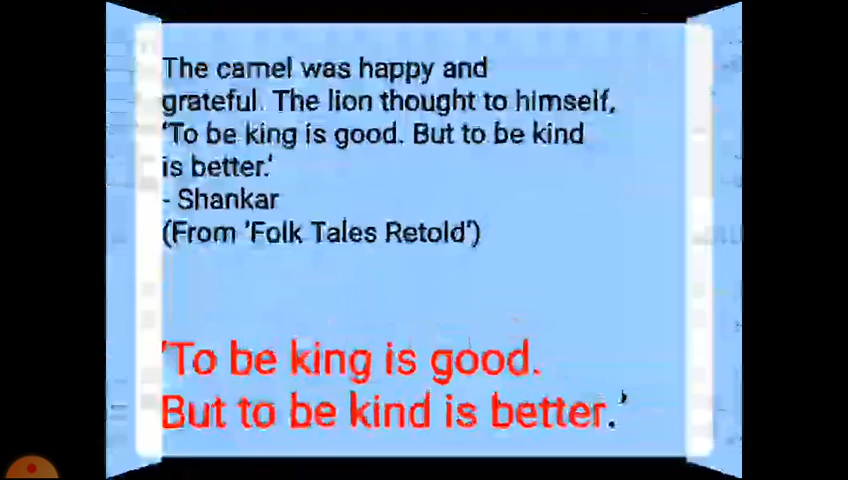 The camel was happy and
grateful. The lion thought to himself,
'To be king is good. But to be kind
is better.'
- Shankar
(From 'Folk Tales Retold')
'To be king is good.
But to be kind is better.'